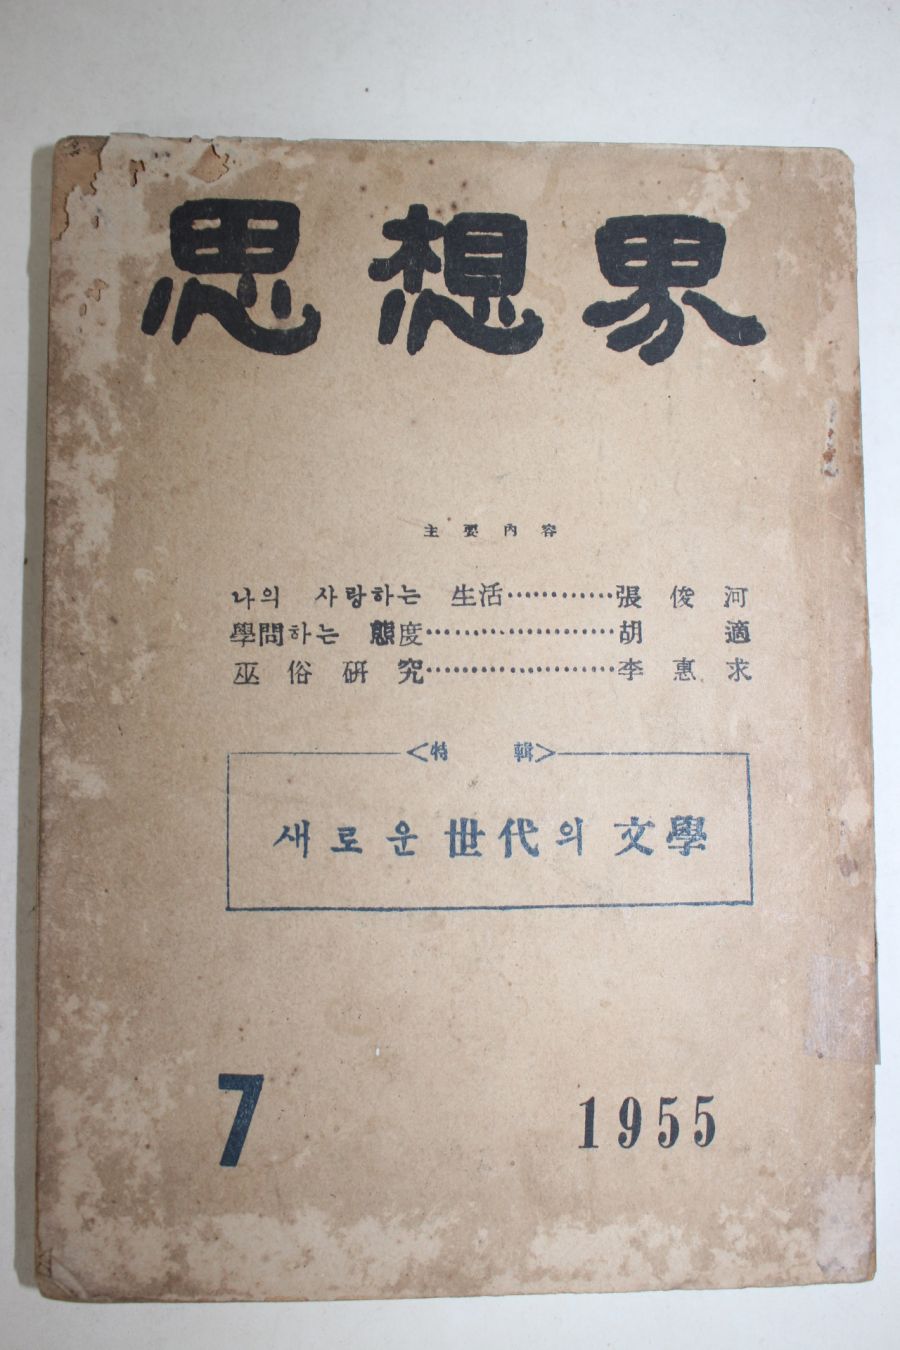 思想界
主要內容
나의 사랑하는 生活…………張俊河
學問하는 態度…………………胡適
巫俗硏究…………………李惠求
<特輯>
새로운 世代의 文學
7
1955